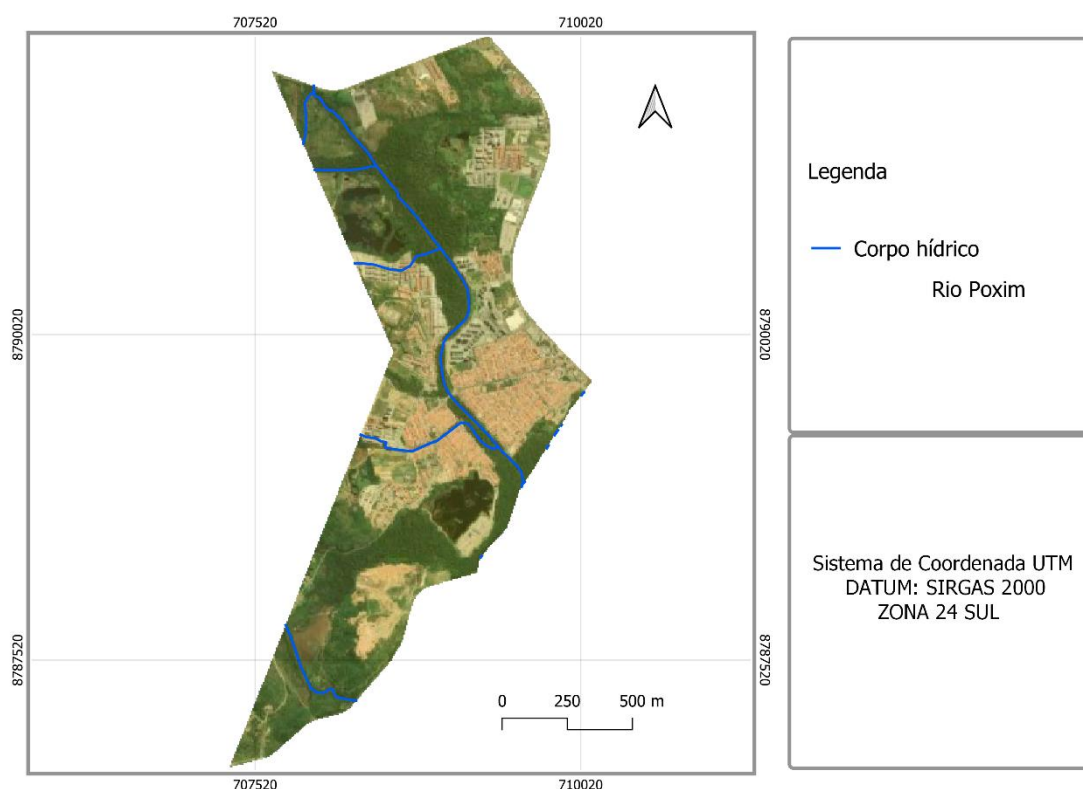 707520
710020
8790020
8790020
8787520
8787520
0 250 500 m
707520
710020
Legenda
Corpo hídrico
Rio Poxim
Sistema de Coordenada UTM
DATUM: SIRGAS 2000
ZONA 24 SUL